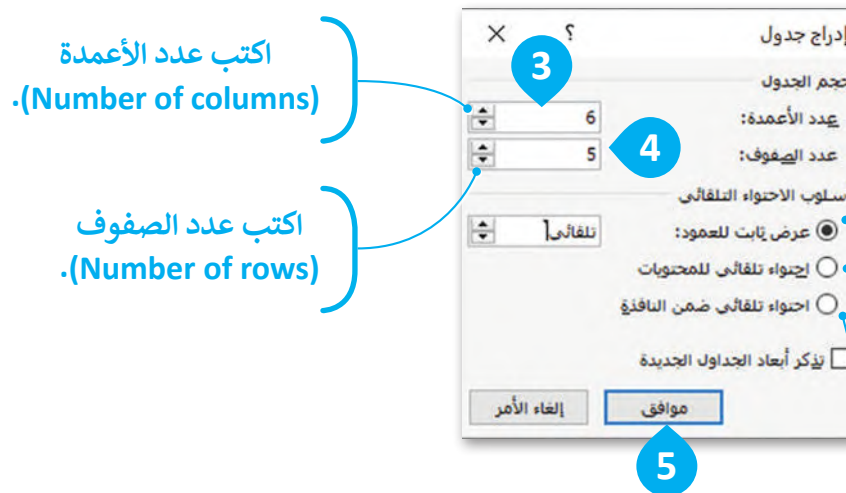 إدراج جدول
؟
3
حجم الجدول
عدد الأعمدة: 6
4
عدد الصفوف: 5
أسلوب الاحتواء التلقائي
عرض ثابت للعمود: تلقائي
احتواء تلقائي للمحتويات
احتواء تلقائي ضمن النافذة
تذكر أبعاد الجداول الجديدة
موافق
إلغاء الأمر
5
اكتب عدد الأعمدة
(Number of columns).
اكتب عدد الصفوف
(Number of rows).